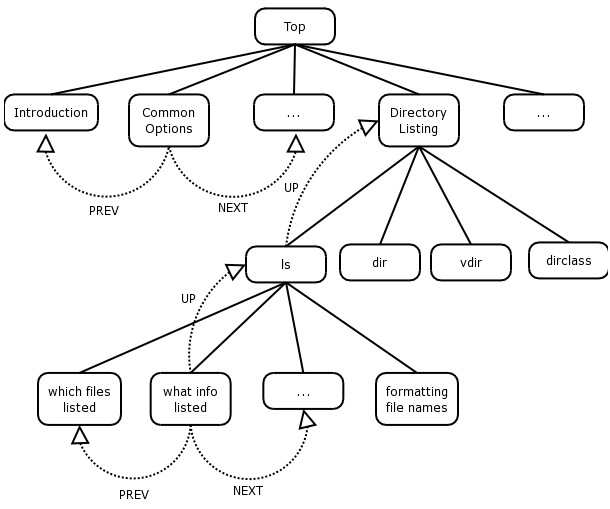 Top
Introduction
Common
Options
...
Directory
Listing
...
UP
PREV
NEXT
ls
dir
vdir
dirclass
UP
which files
listed
what info
listed
...
formatting
file names
PREV
NEXT